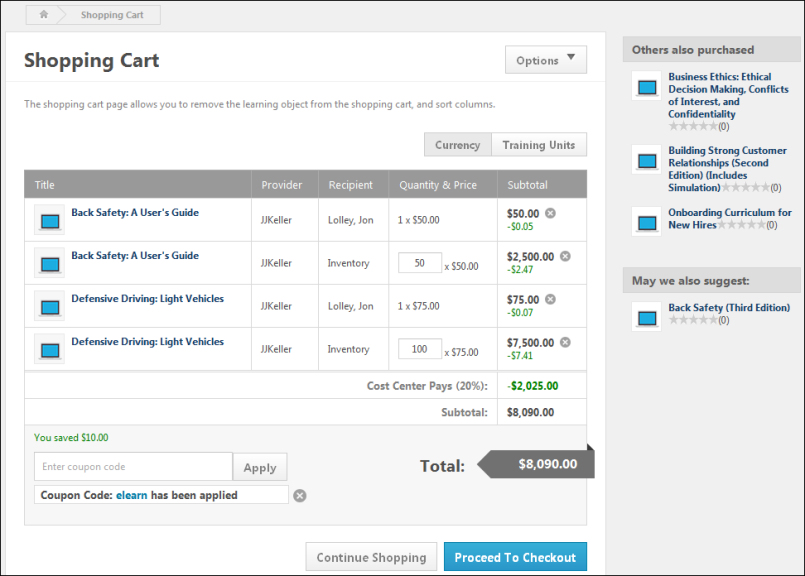 Shopping Cart
Shopping Cart
Options
The shopping cart page allows you to remove the learning object from the shopping cart, and sort columns.
Currency Training Units
Title Provider Recipient Quantity & Price Subtotal
Back Safety: A User's Guide JJKeller Lolley, Jon 1 x $50.00 $50.00
-$0.05
Back Safety: A User's Guide JJKeller Inventory 50 x $50.00 $2,500.00
-$2.47
Defensive Driving: Light Vehicles JJKeller Lolley, Jon 1 x $75.00 $75.00
-$0.07
Defensive Driving: Light Vehicles JJKeller Inventory 100 x $75.00 $7,500.00
-$7.41
Cost Center Pays (20%): -$2,025.00
Subtotal: $8,090.00
You saved $10.00
Enter coupon code Apply
Total: $8,090.00
Coupon Code: elearn has been applied
Continue Shopping Proceed To Checkout
Others also purchased
Business Ethics: Ethical
Decision Making, Conflicts
of Interest, and
Confidentiality
(0)
Building Strong Customer
Relationships (Second
Edition) (Includes
Simulation) (0)
Onboarding Curriculum for
New Hires (0)
May we also suggest:
Back Safety (Third Edition)
(0)